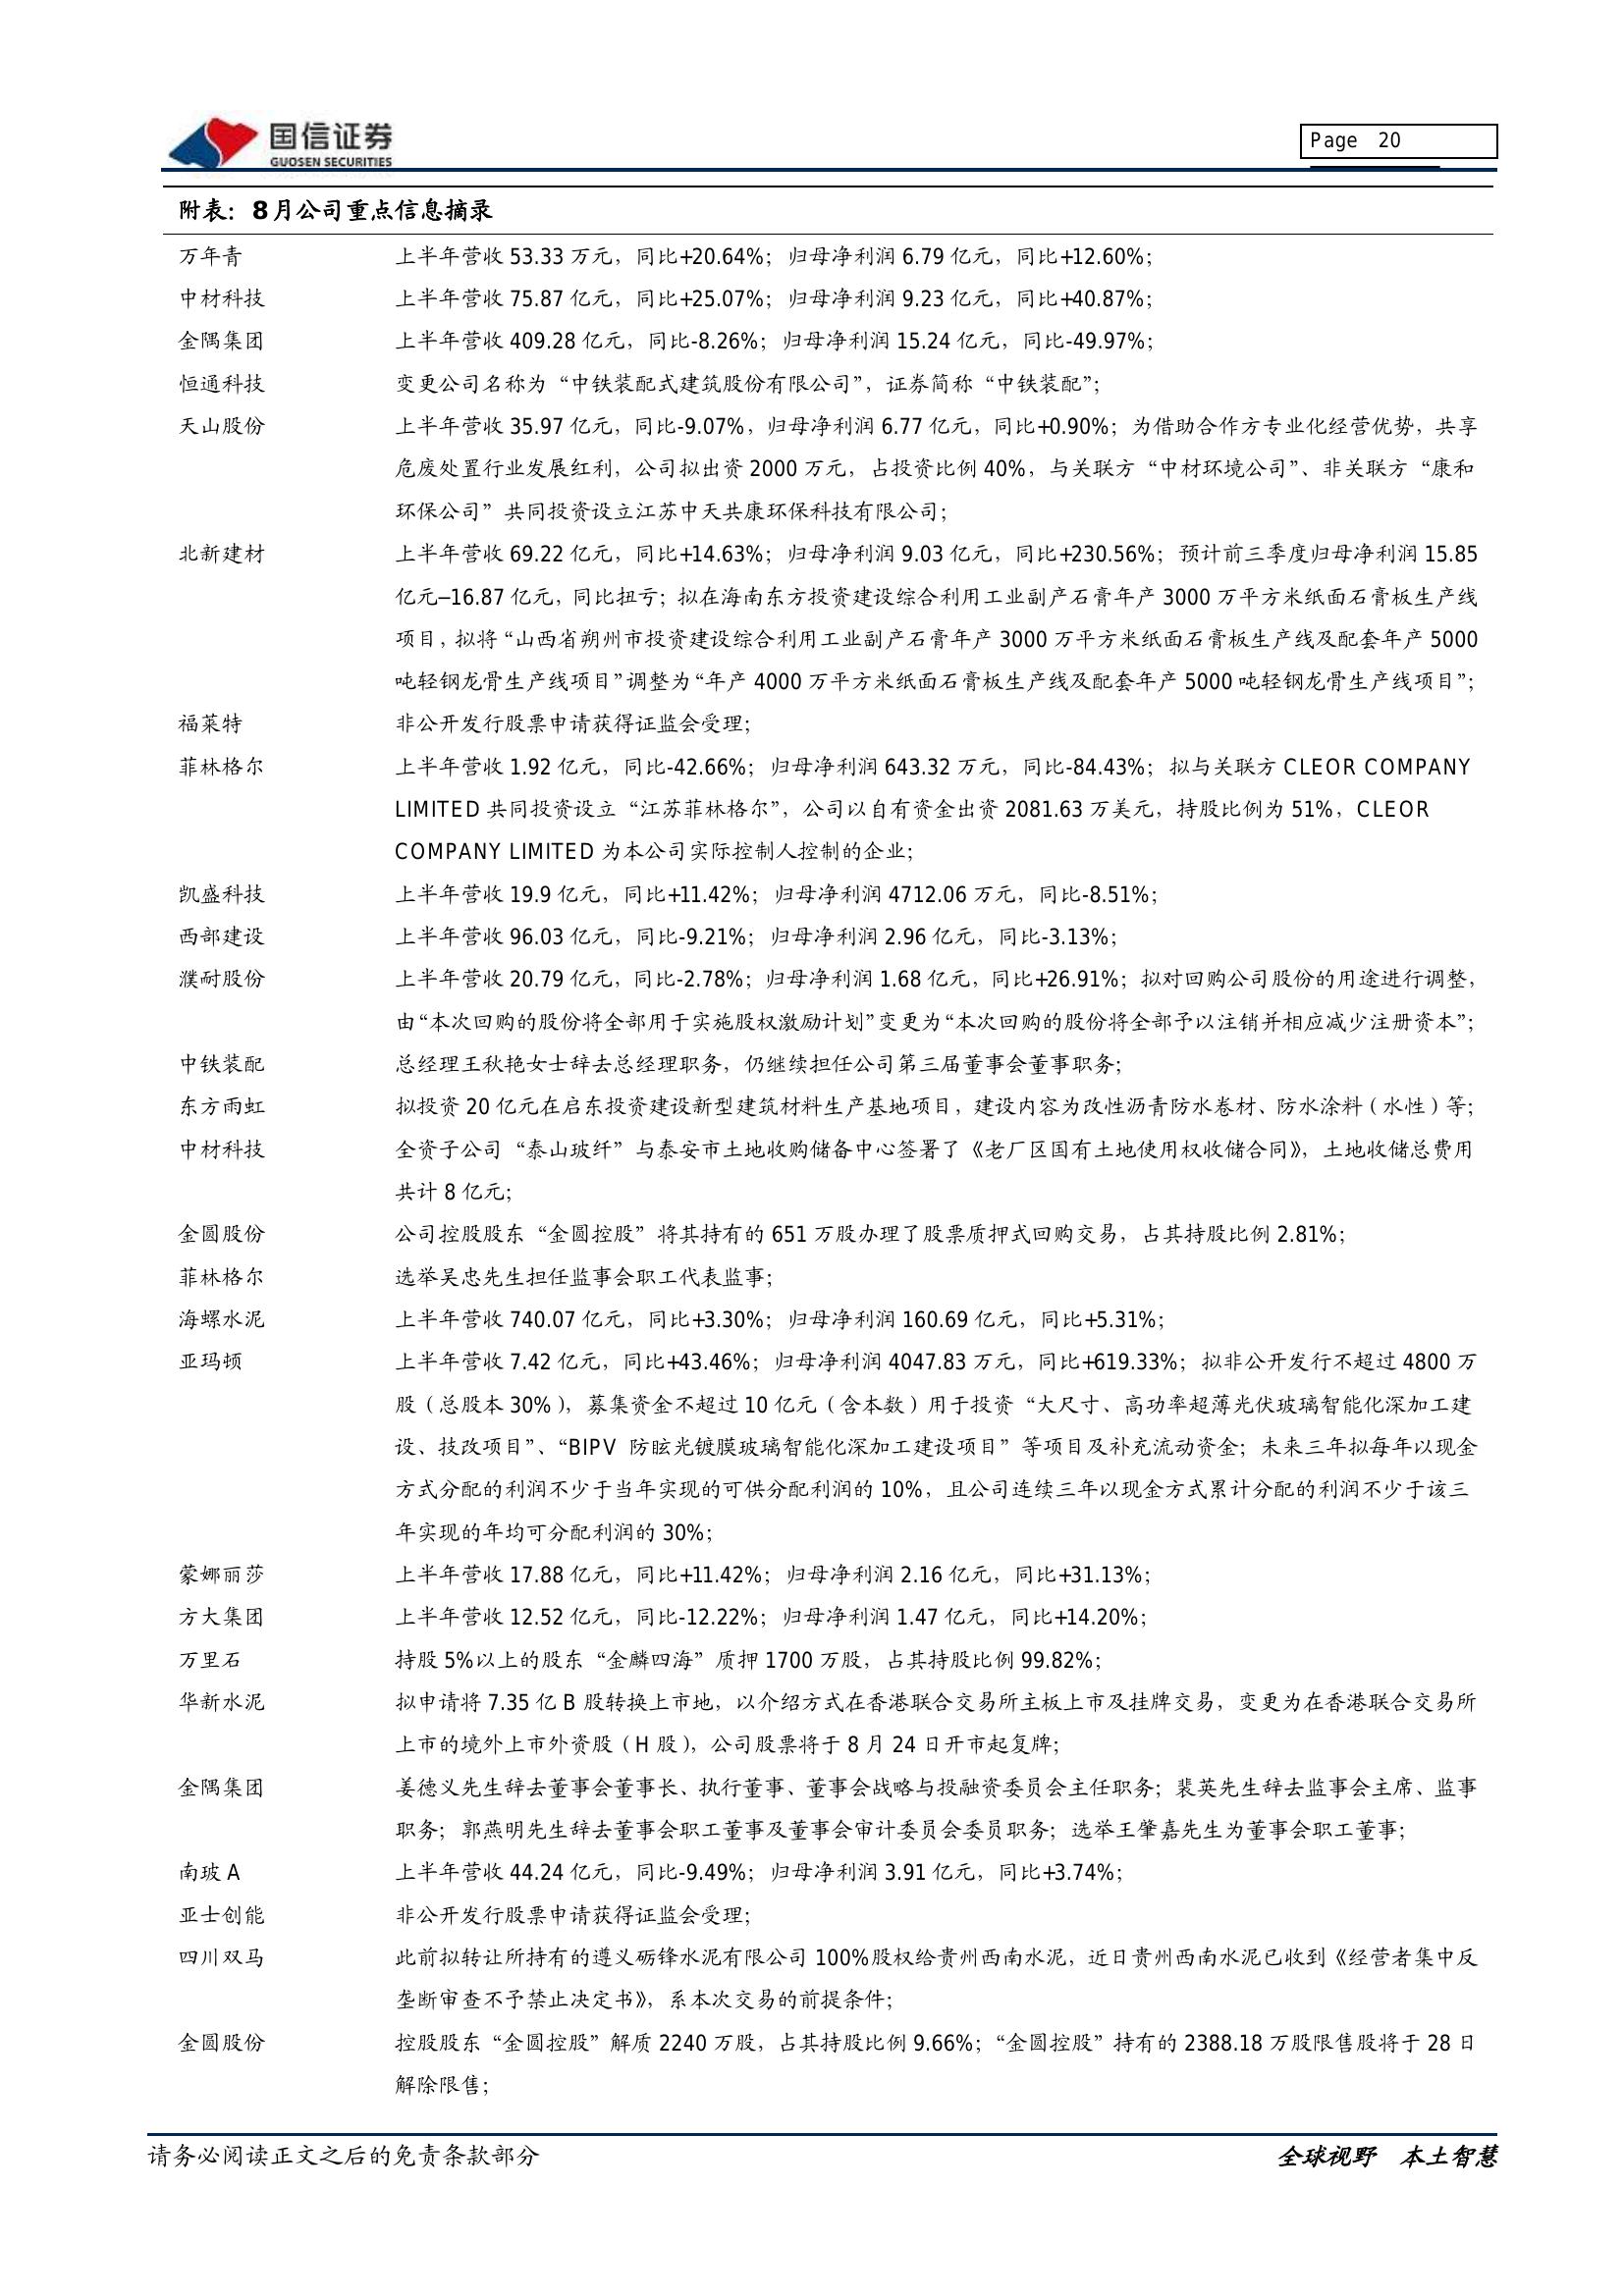 国信证券
GUOSEN SECURITIES
Page 20
附表：8月公司重点信息摘录
万年青 上半年营收 53.33 万元，同比+20.64%；归母净利润 6.79 亿元，同比+12.60%；
中材科技 上半年营收 75.87 亿元，同比+25.07%；归母净利润 9.23 亿元，同比+40.87%；
金隅集团 上半年营收 409.28 亿元，同比-8.26%；归母净利润 15.24 亿元，同比-49.97%；
恒通科技 变更公司名称为“中铁装配式建筑股份有限公司”，证券简称“中铁装配”；
天山股份 上半年营收 35.97 亿元，同比-9.07%，归母净利润 6.77 亿元，同比+0.90%；为借助合作方专业化经营优势，共享
危废处置行业发展红利，公司拟出资 2000 万元，占投资比例 40%，与关联方“中材环境公司”、非关联方“康和
环保公司”共同投资设立江苏中天共康环保科技有限公司；
北新建材 上半年营收 69.22 亿元，同比+14.63%；归母净利润 9.03 亿元，同比+230.56%；预计前三季度归母净利润 15.85
亿元—16.87 亿元，同比扭亏；拟在海南东方投资建设综合利用工业副产石膏年产 3000 万平方米纸面石膏板生产线
项目，拟将“山西省朔州市投资建设综合利用工业副产石膏年产 3000 万平方米纸面石膏板生产线及配套年产 5000
吨轻钢龙骨生产线项目”调整为“年产 4000 万平方米纸面石膏板生产线及配套年产 5000 吨轻钢龙骨生产线项目”；
福莱特 非公开发行股票申请获得证监会受理；
菲林格尔 上半年营收 1.92 亿元，同比-42.66%；归母净利润 643.32 万元，同比-84.43%；拟与关联方 CLEOR COMPANY
LIMITED 共同投资设立“江苏菲林格尔”，公司以自有资金出资 2081.63 万美元，持股比例为 51%，CLEOR
COMPANY LIMITED 为本公司实际控制人控制的企业；
凯盛科技 上半年营收 19.9 亿元，同比+11.42%；归母净利润 4712.06 万元，同比-8.51%；
西部建设 上半年营收 96.03 亿元，同比-9.21%；归母净利润 2.96 亿元，同比-3.13%；
濮耐股份 上半年营收 20.79 亿元，同比-2.78%；归母净利润 1.68 亿元，同比+26.91%；拟对回购公司股份的用途进行调整，
由“本次回购的股份将全部用于实施股权激励计划”变更为“本次回购的股份将全部予以注销并相应减少注册资本”；
中铁装配 总经理王秋艳女士辞去总经理职务，仍继续担任公司第三届董事会董事职务；
东方雨虹 拟投资 20 亿元在启东投资建设新型建筑材料生产基地项目，建设内容为改性沥青防水卷材、防水涂料（水性）等；
中材科技 全资子公司“泰山玻纤”与泰安市土地收购储备中心签署了《老厂区国有土地使用权收储合同》，土地收储总费用
共计 8 亿元；
金圆股份 公司控股股东“金圆控股”将其持有的 651 万股办理了股票质押式回购交易，占其持股比例 2.81%；
菲林格尔 选举吴忠先生担任监事会职工代表监事；
海螺水泥 上半年营收 740.07 亿元，同比+3.30%；归母净利润 160.69 亿元，同比+5.31%；
亚玛顿 上半年营收 7.42 亿元，同比+43.46%；归母净利润 4047.83 万元，同比+619.33%；拟非公开发行不超过 4800 万
股（总股本 30%），募集资金不超过 10 亿元（含本数）用于投资“大尺寸、高功率超薄光伏玻璃智能化深加工建
设、技改项目”、“BIPV 防眩光镀膜玻璃智能化深加工建设项目”等项目及补充流动资金；未来三年拟每年以现金
方式分配的利润不少于当年实现的可供分配利润的 10%，且公司连续三年以现金方式累计分配的利润不少于该三
年实现的年均可分配利润的 30%；
蒙娜丽莎 上半年营收 17.88 亿元，同比+11.42%；归母净利润 2.16 亿元，同比+31.13%；
方大集团 上半年营收 12.52 亿元，同比-12.22%；归母净利润 1.47 亿元，同比+14.20%；
万里石 持股 5%以上的股东“金麟四海”质押 1700 万股，占其持股比例 99.82%；
华新水泥 拟申请将 7.35 亿 B 股转换上市地，以介绍方式在香港联合交易所主板上市及挂牌交易，变更为在香港联合交易所
上市的境外上市外资股（H 股），公司股票将于 8 月 24 日开市起复牌；
金隅集团 姜德义先生辞去董事会董事长、执行董事、董事会战略与投融资委员会主任职务；裴英先生辞去监事会主席、监事
职务；郭燕明先生辞去董事会职工董事及董事会审计委员会委员职务；选举王肇嘉先生为董事会职工董事；
南玻 A 上半年营收 44.24 亿元，同比-9.49%；归母净利润 3.91 亿元，同比+3.74%；
亚士创能 非公开发行股票申请获得证监会受理；
四川双马 此前拟转让所持有的遵义砺锋水泥有限公司 100%股权给贵州西南水泥，近日贵州西南水泥已收到《经营者集中反
垄断审查不予禁止决定书》，系本次交易的前提条件；
金圆股份 控股股东“金圆控股”解质 2240 万股，占其持股比例 9.66%；“金圆控股”持有的 2388.18 万股限售股将于 28 日
解除限售；
请务必阅读正文之后的免责条款部分 全球视野 本土智慧